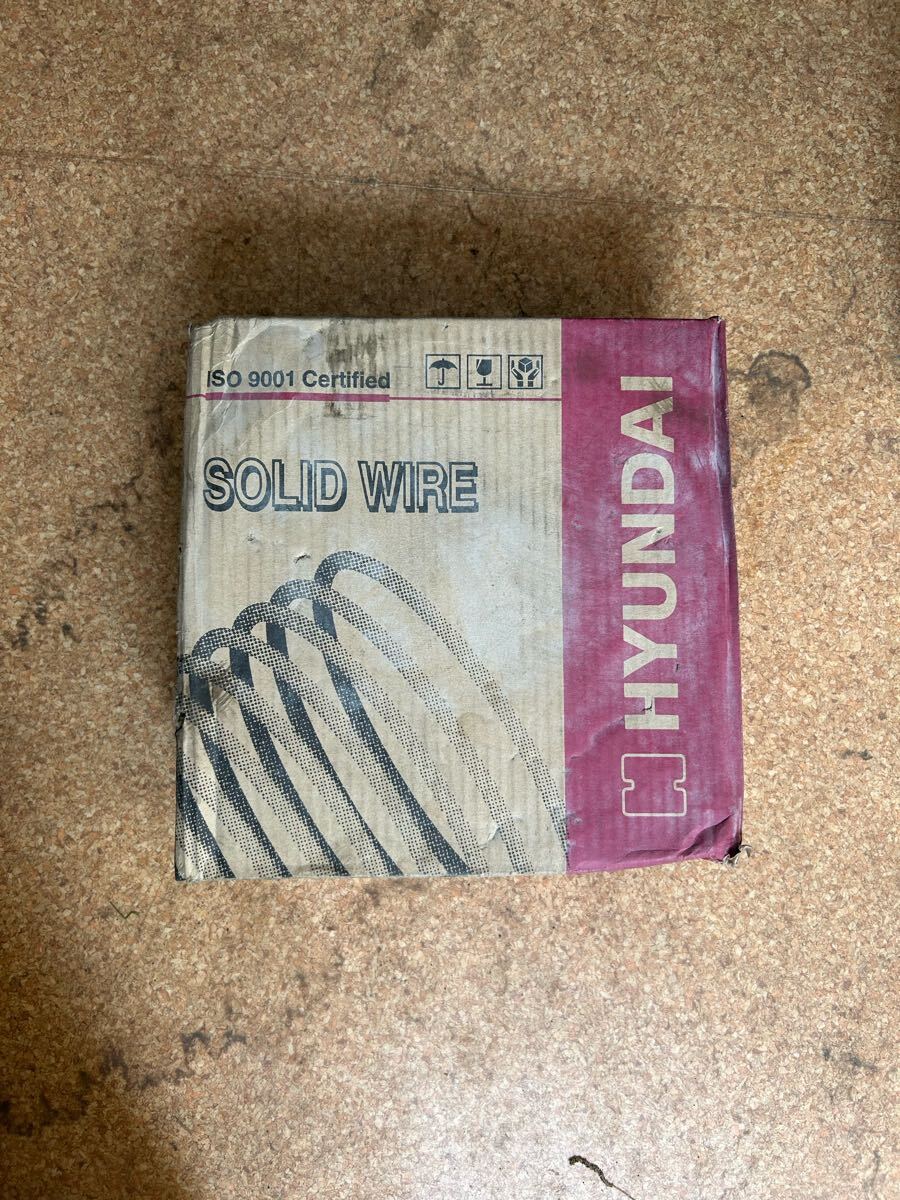 ISO 9001 Certified
SOLID WIRE
HYUNDAI